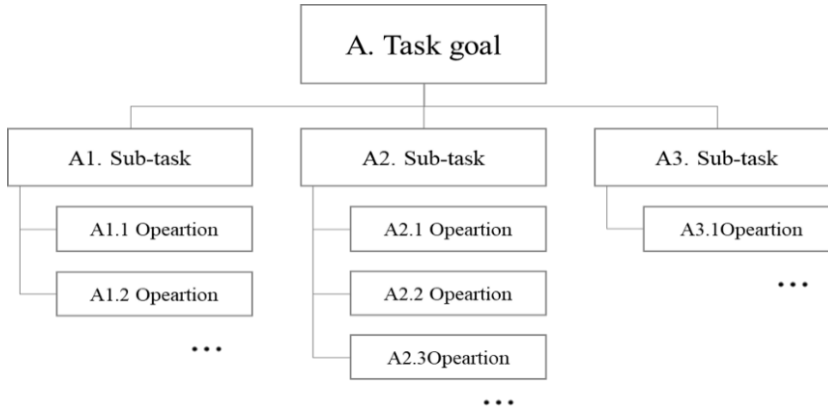 A. Task goal
A1. Sub-task
A2. Sub-task
A3. Sub-task
A1.1 Opeartion
A2.1 Opeartion
A3.1Opeartion
A1.2 Opeartion
A2.2 Opeartion
...
...
A2.3Opeartion
...